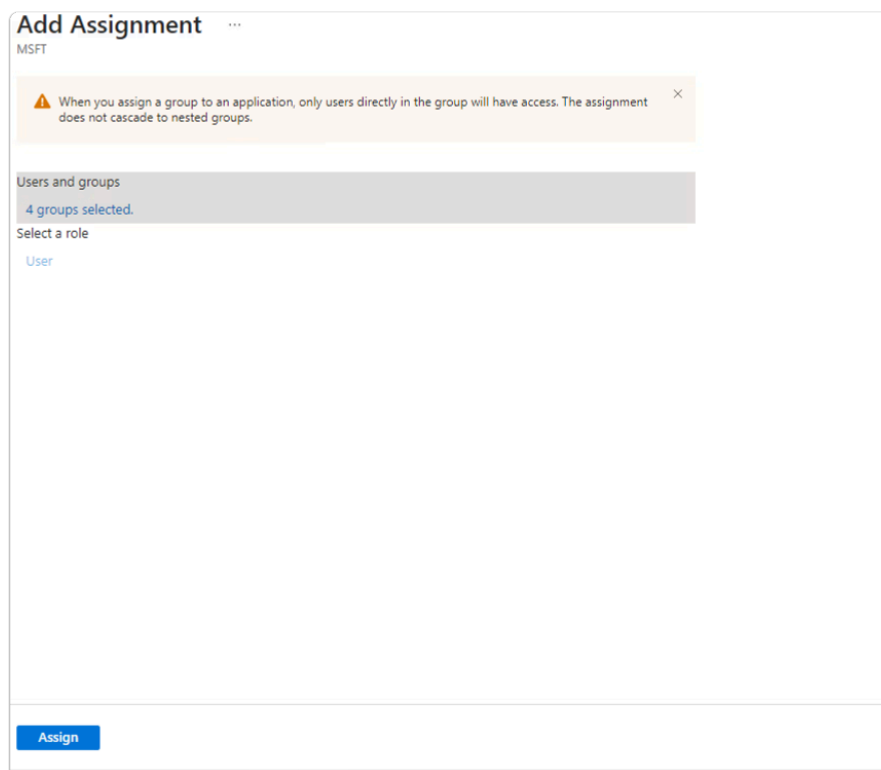 Add Assignment ...
MSFT
When you assign a group to an application, only users directly in the group will have access. The assignment
does not cascade to nested groups.
Users and groups
4 groups selected.
Select a role
User
Assign